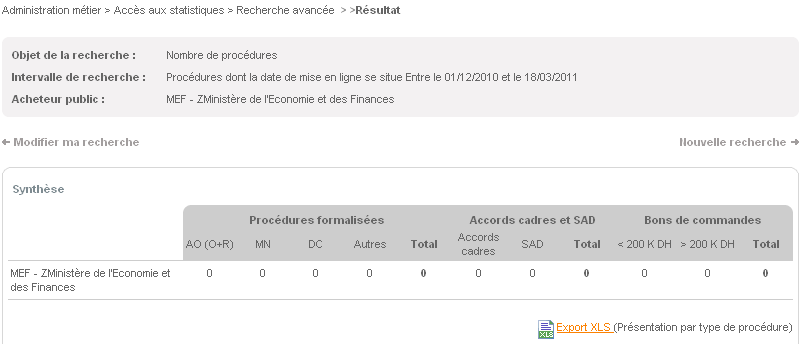 Administration métier > Accès aux statistiques > Recherche avancée > >Résultat
Objet de la recherche : Nombre de procédures
Intervalle de recherche : Procédures dont la date de mise en ligne se situe Entre le 01/12/2010 et le 18/03/2011
Acheteur public : MEF - ZMinistère de l'Economie et des Finances
Modifier ma recherche Nouvelle recherche
Synthèse
Procédures formalisées Accords cadres et SAD Bons de commandes
AO (O+R) MN DC Autres Total Accords cadres SAD Total < 200 K DH > 200 K DH Total
MEF - ZMinistère de l'Economie et des Finances 0 0 0 0 0 0 0 0 0 0 0
XLS Export XLS (Présentation par type de procédure)